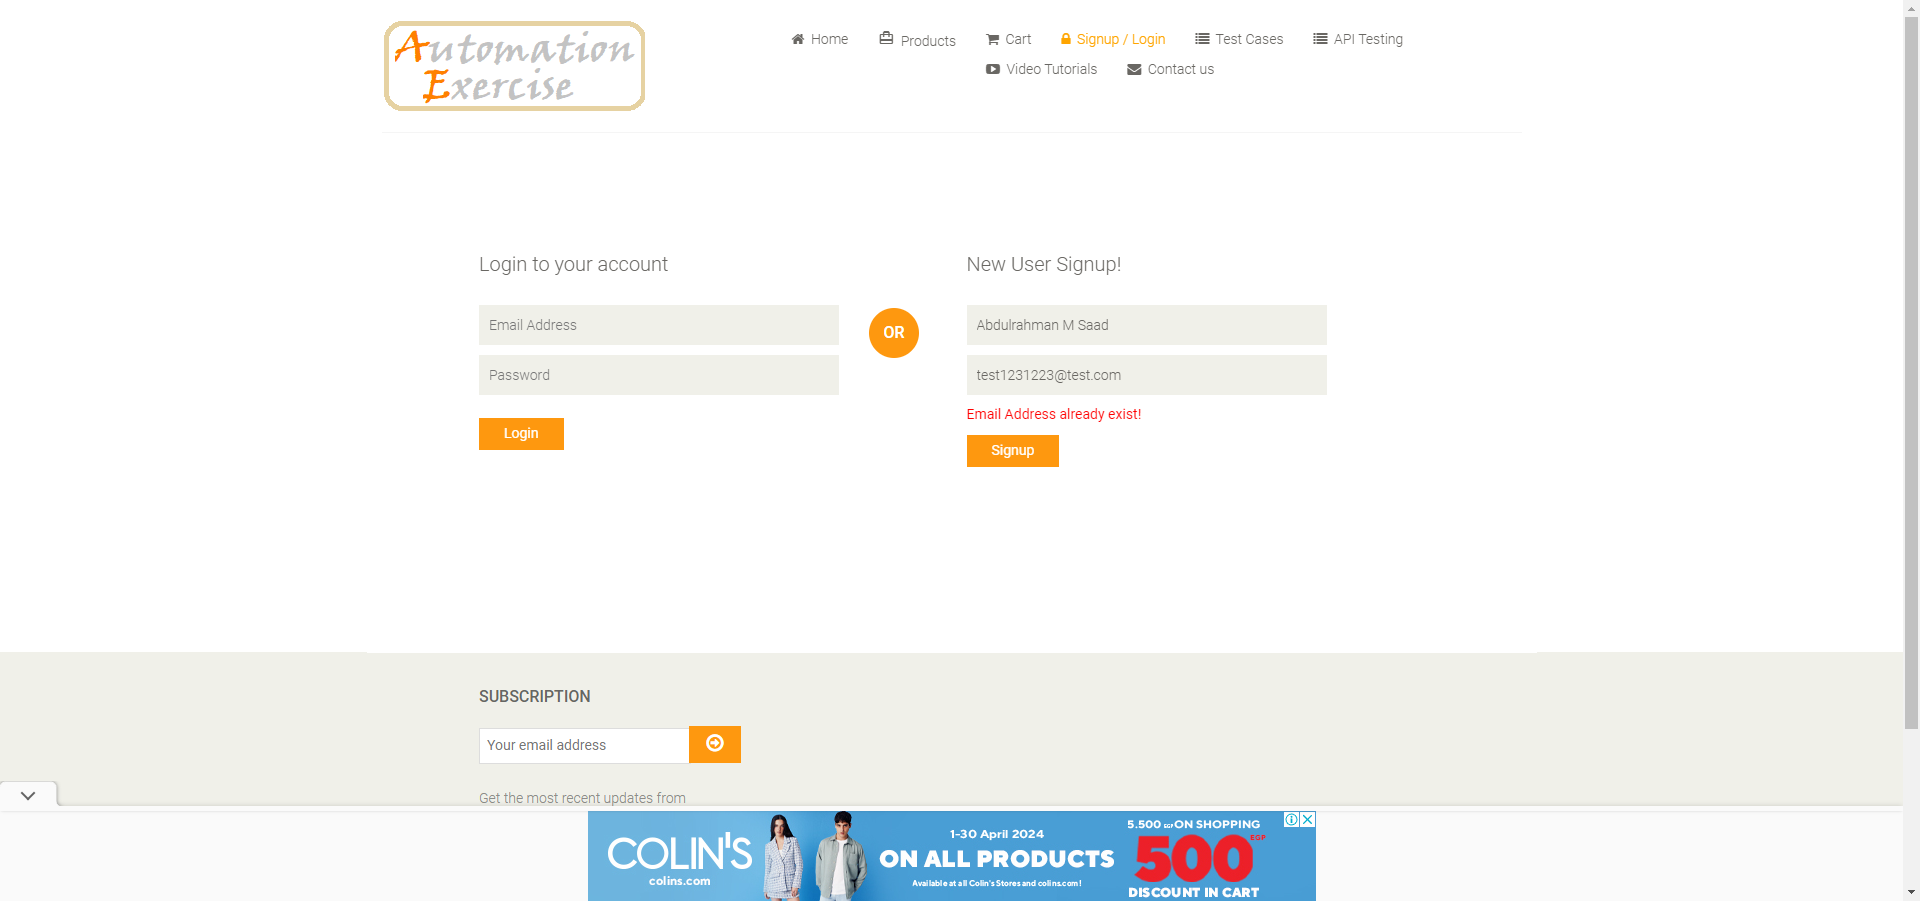 Automation
Exercise
Home
Products
Cart
Signup / Login
Test Cases
API Testing
Video Tutorials
Contact us
Login to your account
Email Address
Password
Login
OR
New User Signup!
Abdulrahman M Saad
test1231223@test.com
Email Address already exist!
Signup
SUBSCRIPTION
Your email address
Get the most recent updates from
COLIN'S
colins.com
1-30 April 2024
ON ALL PRODUCTS
Available at all Colin's Stores and colins.com!
5.500 EGP ON SHOPPING
500 EGP
DISCOUNT IN CART